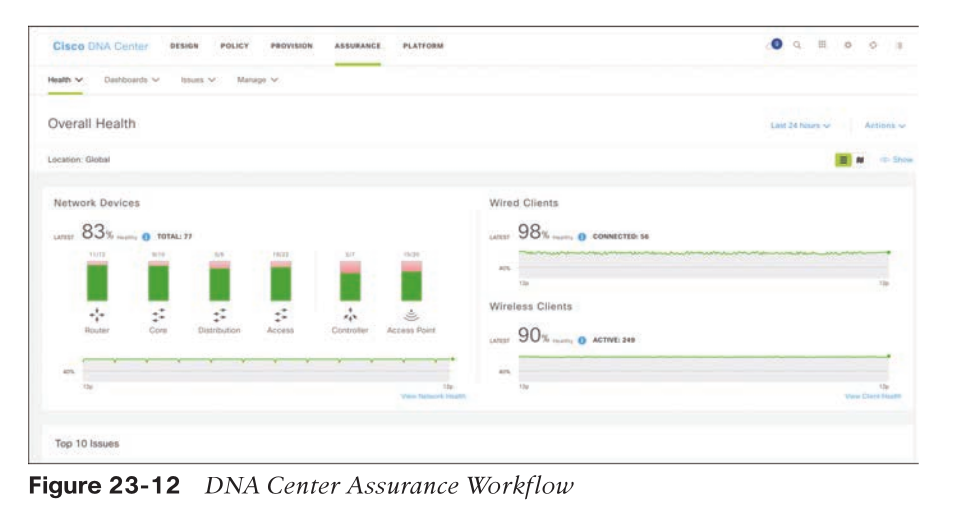 Cisco DNA Center DESIGN POLICY PROVISION ASSURANCE PLATFORM
Health Dashboards Issues Manage
Overall Health
Last 24 hours Actions
Location: Global
Show
Network Devices
LATEST 83% Healthy TOTAL: 77
11/12 9/10 5/6 18/22 5/7 15/20
Router Core Distribution Access Controller Access Point
40%
12p 12p
View Network Health
Wired Clients
LATEST 98% Healthy CONNECTED: 56
40%
12p 12p
Wireless Clients
LATEST 90% Healthy ACTIVE: 249
40%
12p 12p
View Client Health
Top 10 Issues
Figure 23-12 DNA Center Assurance Workflow